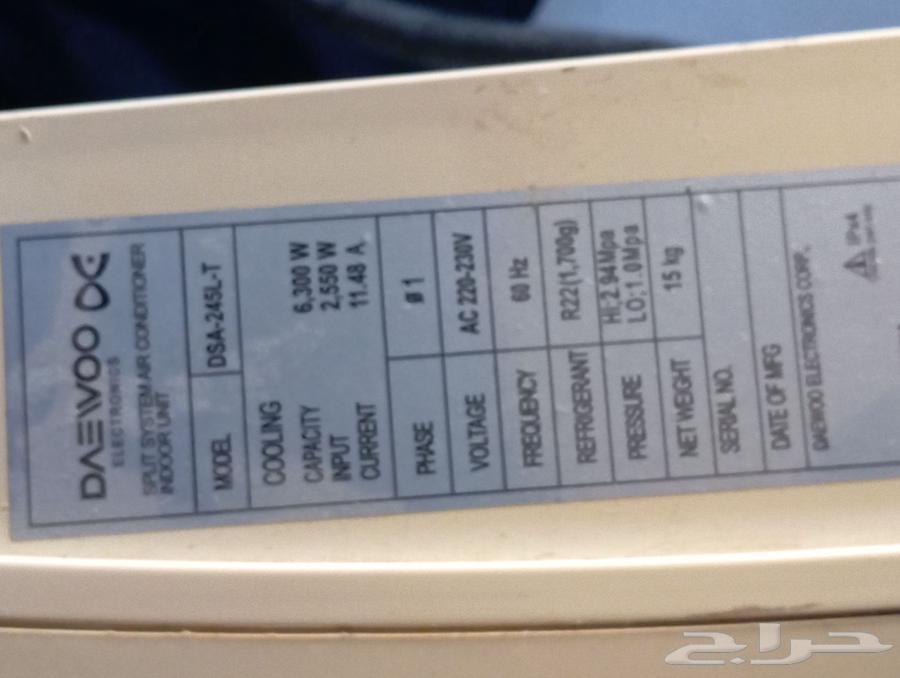 DAEWOO DE
ELECTRONICS
SPLIT SYSTEM AIR CONDITIONER
INDOOR UNIT
MODEL DSA-245L-T
COOLING
CAPACITY 6,300 W
INPUT 2,550 W
CURRENT 11.48 A
PHASE ø 1
VOLTAGE AC 220-230V
FREQUENCY 60 Hz
REFRIGERANT R22(1,700g)
PRESSURE HI;2.94Mpa
LO;1.0Mpa
NET WEIGHT 15 kg
SERIAL NO.
DATE OF MFG
DAEWOO ELECTRONICS CORP.
IPx4
حراج